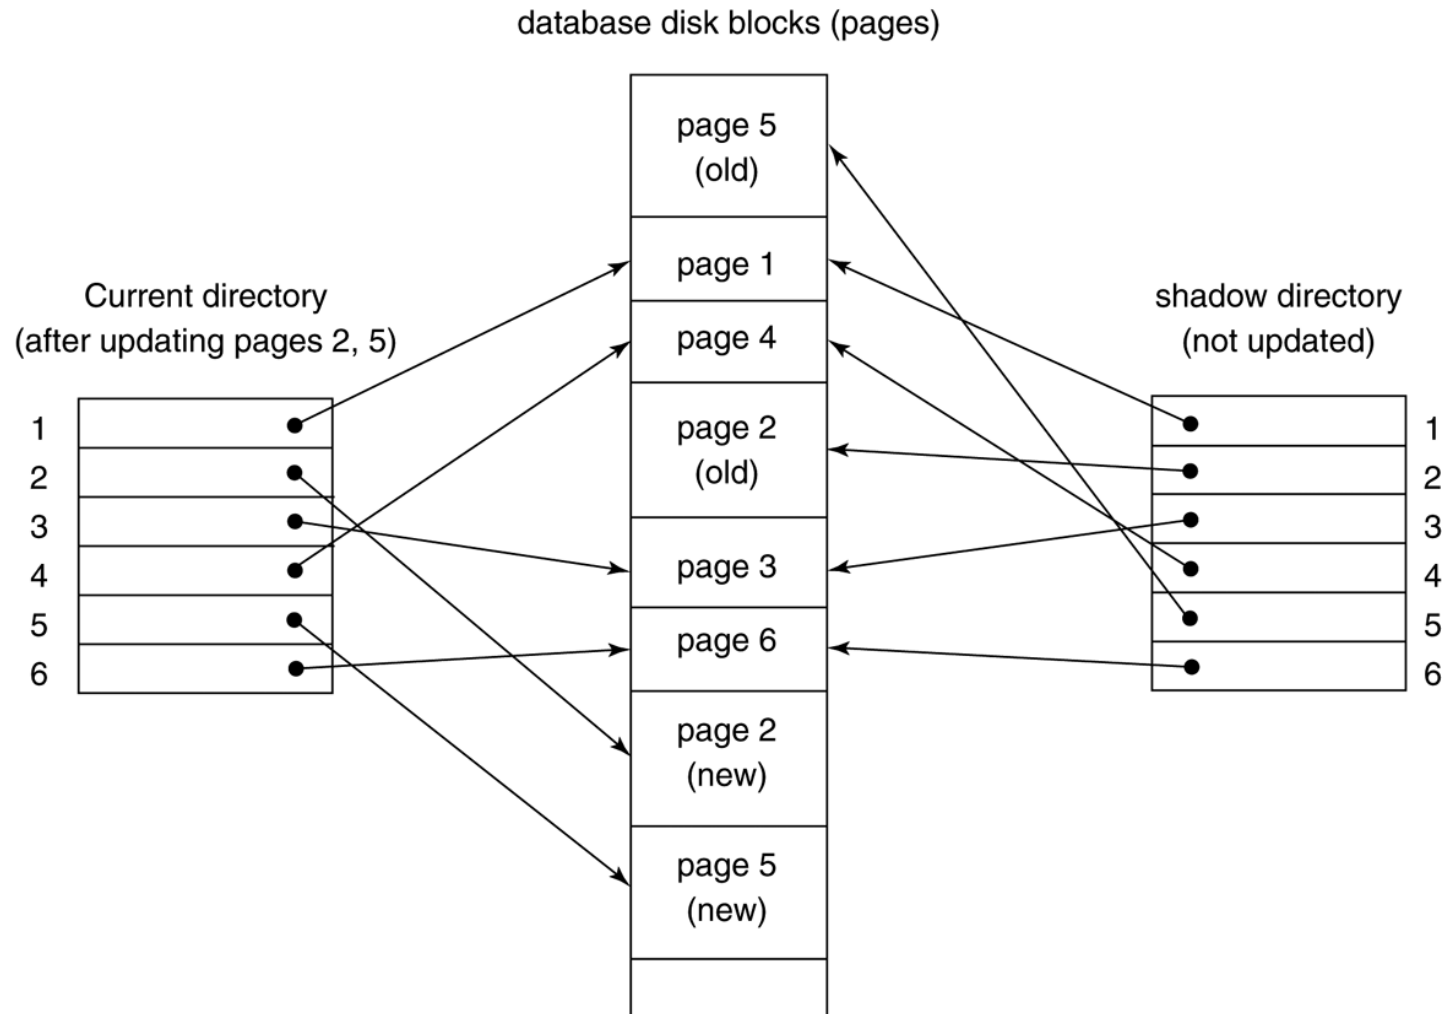 database disk blocks (pages)
page 5
(old)
page 1
page 4
page 2
(old)
page 3
page 6
page 2
(new)
page 5
(new)
Current directory
(after updating pages 2, 5)
1
2
3
4
5
6
shadow directory
(not updated)
1
2
3
4
5
6